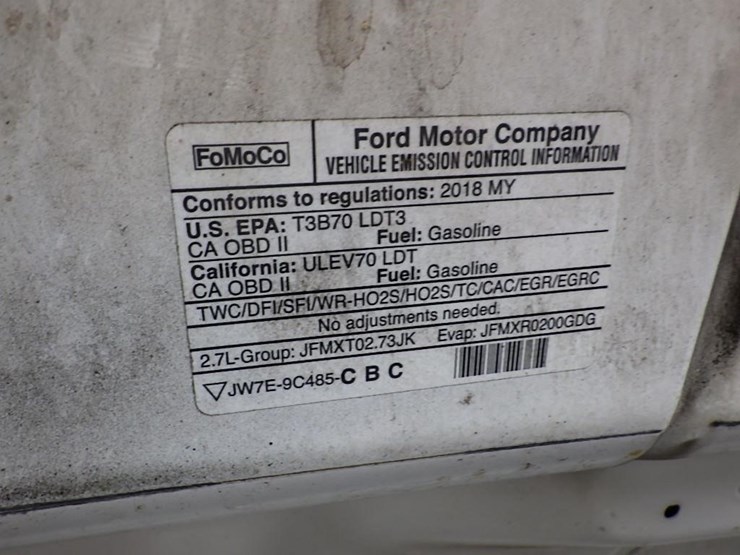 FoMoCo
Ford Motor Company
VEHICLE EMISSION CONTROL INFORMATION
Conforms to regulations: 2018 MY
U.S. EPA: T3B70 LDT3
CA OBD II Fuel: Gasoline
California: ULEV70 LDT
CA OBD II Fuel: Gasoline
TWC/DFI/SFI/WR-HO2S/HO2S/TC/CAC/EGR/EGRC
No adjustments needed.
2.7L-Group: JFMXT02.73JK Evap: JFMXR0200GDG
JW7E-9C485-C B C